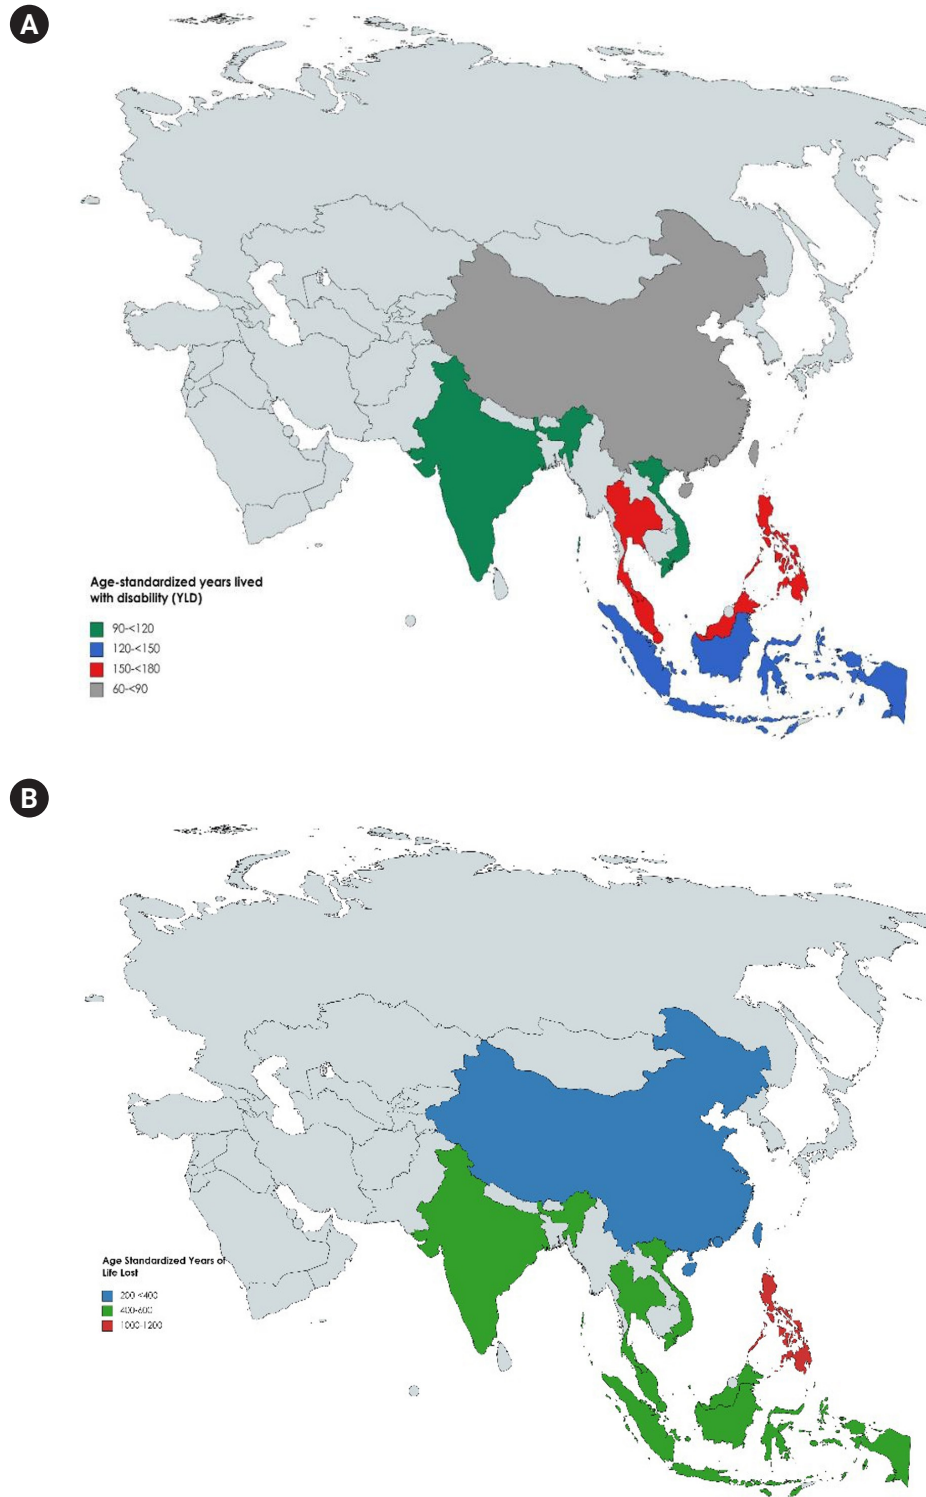 A
Age-standardized years lived
with disability (YLD)
90-<120
120-<150
150-<180
60-<90
B
Age Standardized Years of
Life Lost
200-<400
400-600
1000-1200